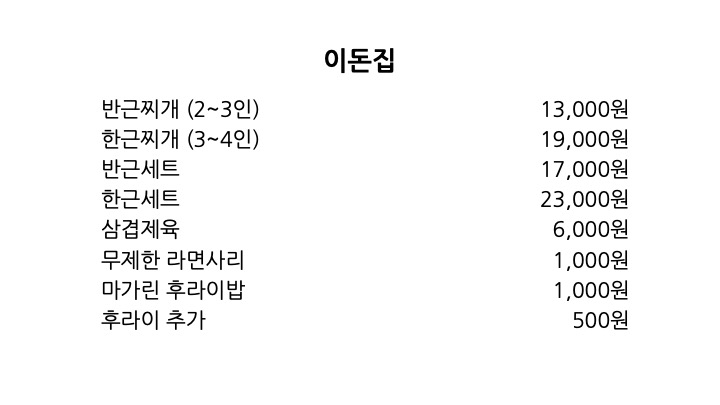 이돈집
반근찌개 (2~3인) 13,000원
한근찌개 (3~4인) 19,000원
반근세트 17,000원
한근세트 23,000원
삼겹제육 6,000원
무제한 라면사리 1,000원
마가린 후라이밥 1,000원
후라이 추가 500원